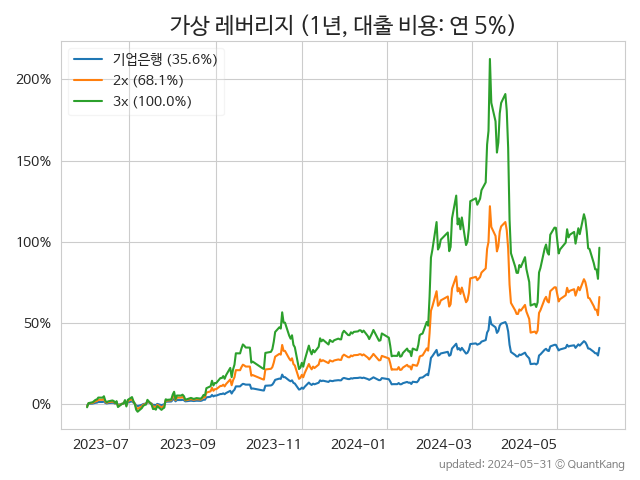 가상 레버리지 (1년, 대출 비용: 연 5%)
기업은행 (35.6%)
2x (68.1%)
3x (100.0%)
200%
150%
100%
50%
0%
2023-07 2023-09 2023-11 2024-01 2024-03 2024-05
updated: 2024-05-31 © QuantKang